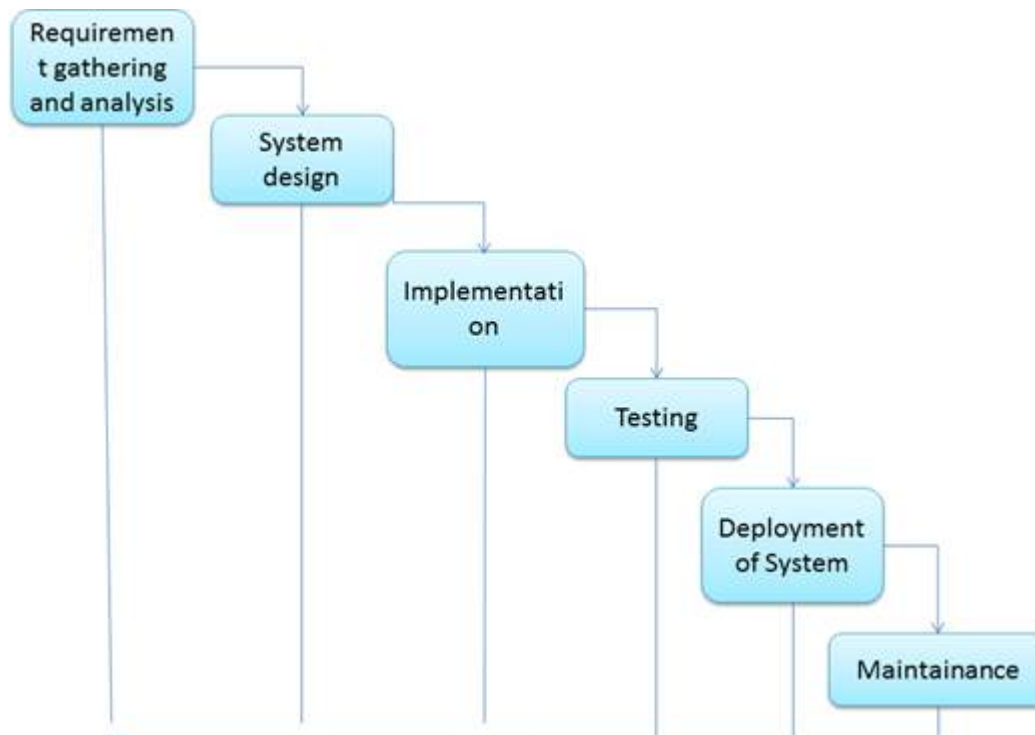 Requiremen
t gathering
and analysis
System
design
Implementati
on
Testing
Deployment
of System
Maintainance